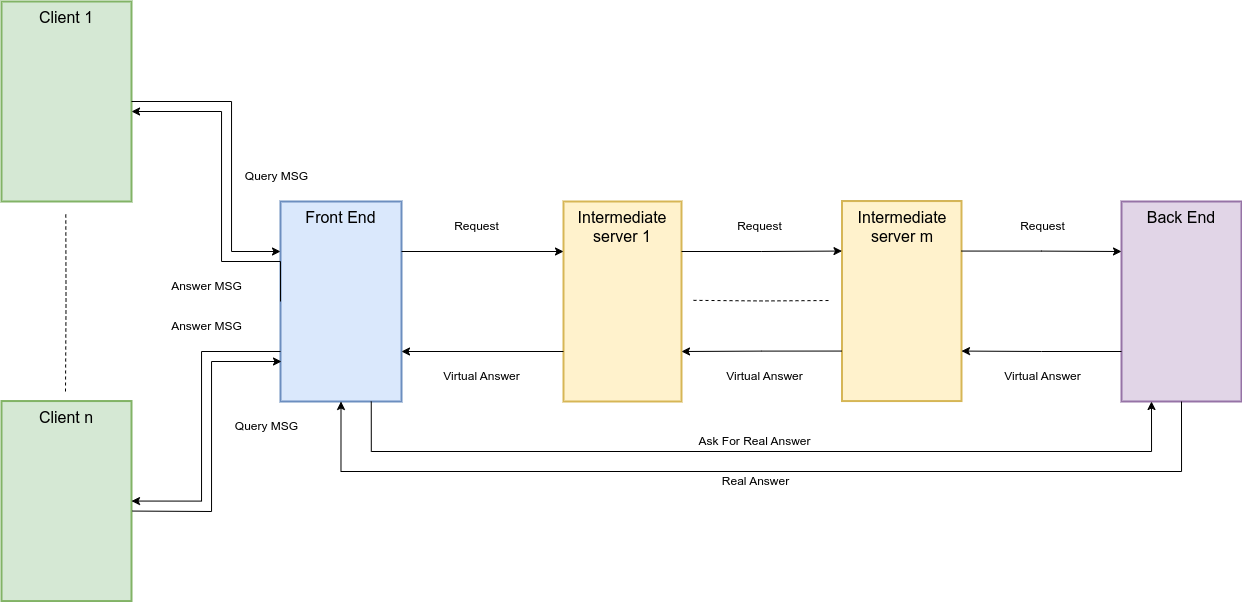 Client 1
Query MSG
Front End
Request
Intermediate
server 1
Request
Intermediate
server m
Request
Back End
Answer MSG
Answer MSG
Virtual Answer
Virtual Answer
Virtual Answer
Client n
Query MSG
Ask For Real Answer
Real Answer